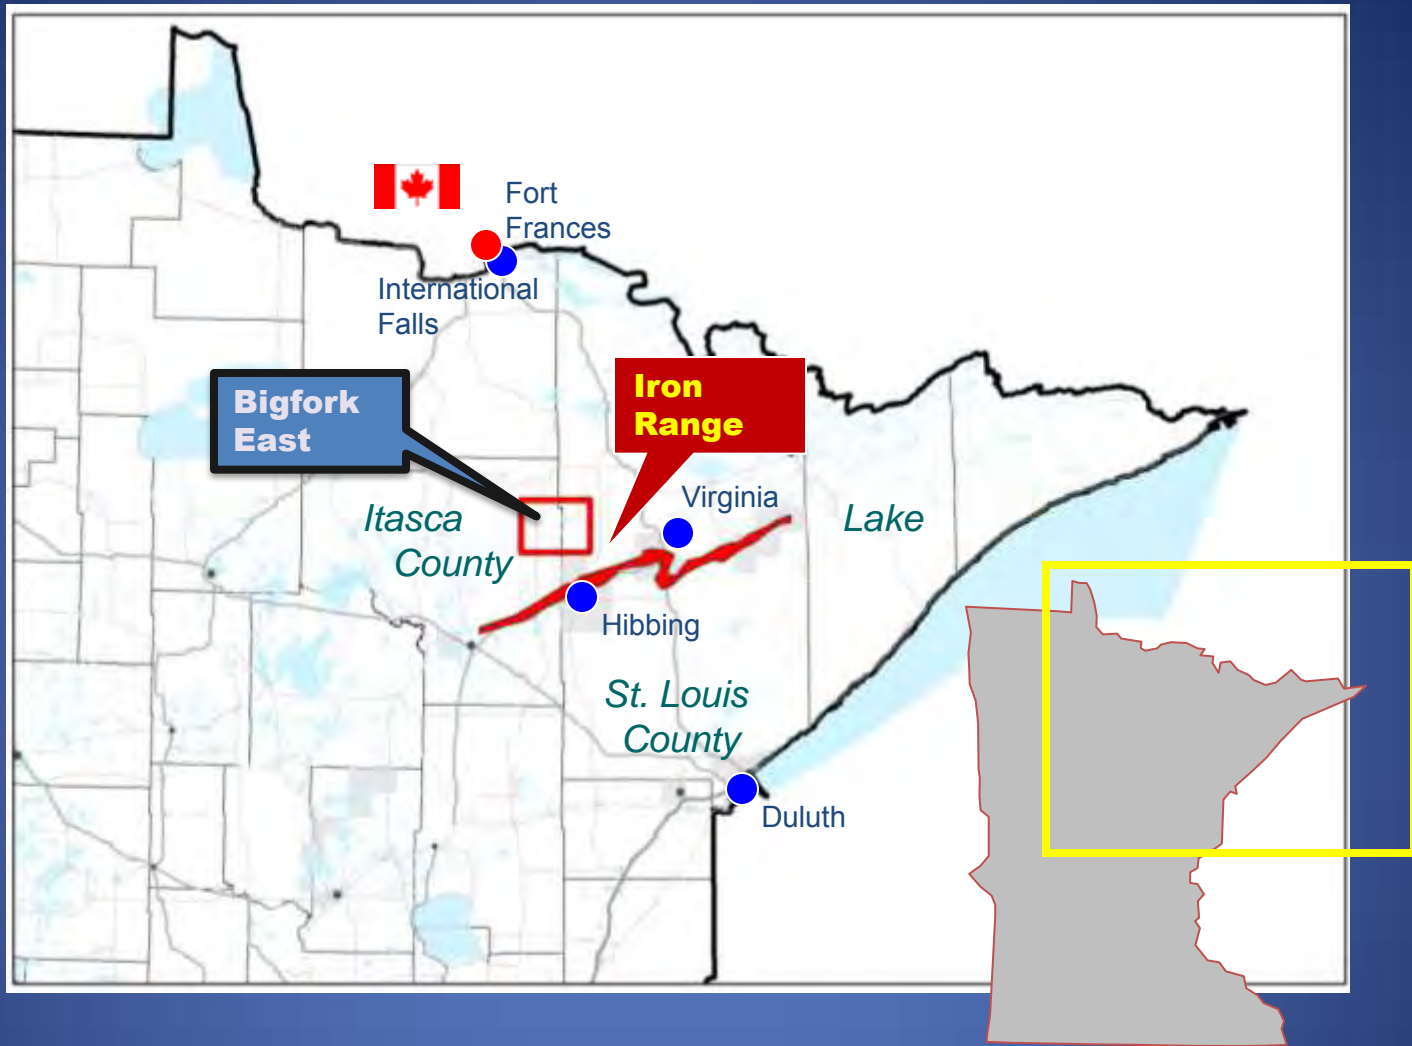 Fort
Frances
International
Falls
Bigfork
East
Iron
Range
Virginia
Itasca
County
Lake
Hibbing
St. Louis
County
Duluth